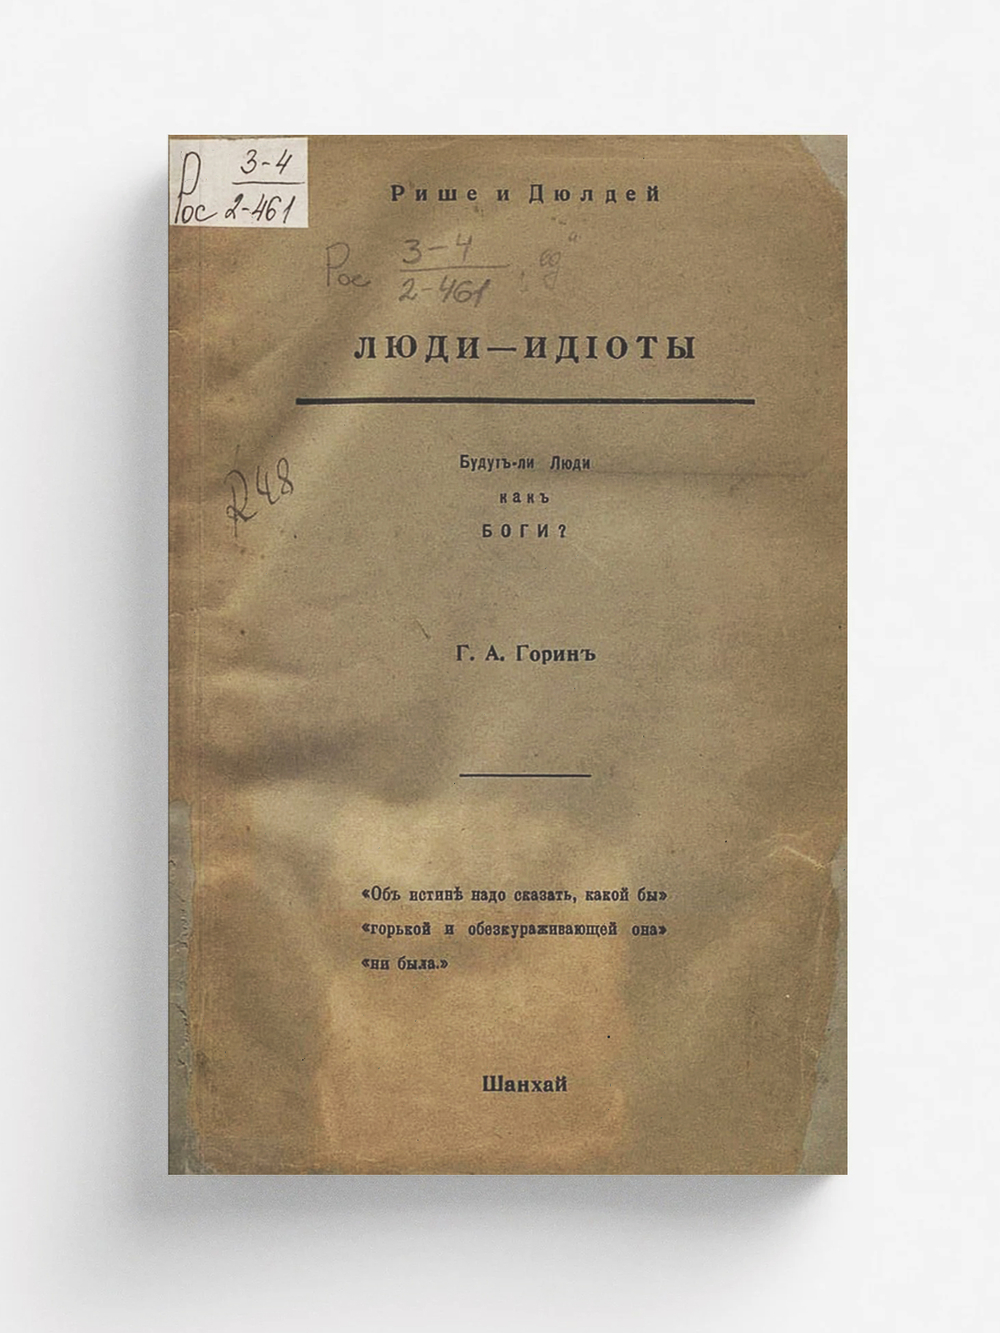 Рос 3-4
2-461
Рише и Дюлдей
Рос 3-4
2-461
ЛЮДИ—ИДІОТЫ
Будутъ-ли Люди
какъ
БОГИ?
R48
Г. А. Горинъ
«Объ истинѣ надо сказать, какой бы»
«горькой и обезкураживающей она»
«ни была.»
Шанхай